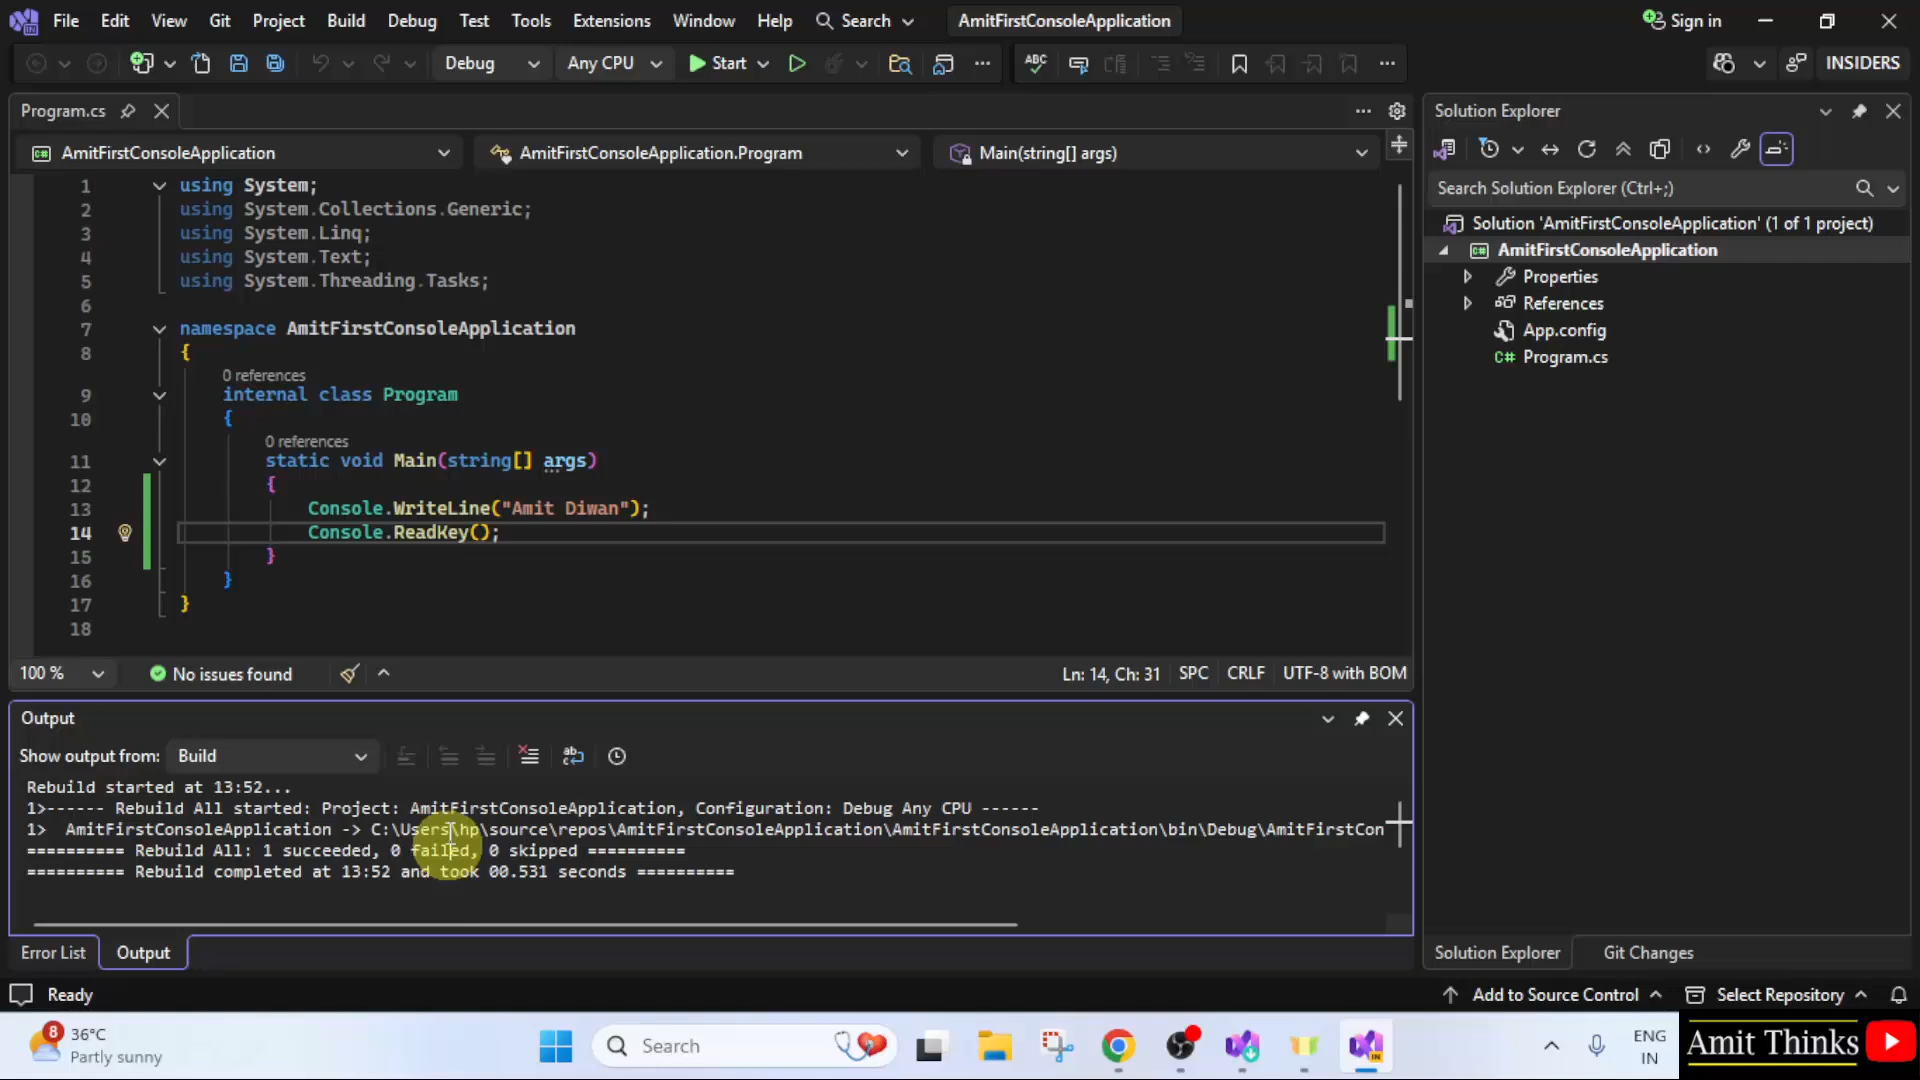 File Edit View Git Project Build Debug Test Tools Extensions Window Help Search AmitFirstConsoleApplication Sign in
Debug Any CPU Start INSIDERS
Program.cs
AmitFirstConsoleApplication AmitFirstConsoleApplication.Program Main(string[] args)
1 using System;
2 using System.Collections.Generic;
3 using System.Linq;
4 using System.Text;
5 using System.Threading.Tasks;
6
7 namespace AmitFirstConsoleApplication
8 {
0 references
9 internal class Program
10 {
0 references
11 static void Main(string[] args)
12 {
13 Console.WriteLine("Amit Diwan");
14 Console.ReadKey();
15 }
16 }
17 }
18
100 % No issues found Ln: 14, Ch: 31 SPC CRLF UTF-8 with BOM
Output
Show output from: Build
Rebuild started at 13:52...
1>------ Rebuild All started: Project: AmitFirstConsoleApplication, Configuration: Debug Any CPU ------
1> AmitFirstConsoleApplication -> C:\Users\hp\source\repos\AmitFirstConsoleApplication\AmitFirstConsoleApplication\bin\Debug\AmitFirstCon
========== Rebuild All: 1 succeeded, 0 failed, 0 skipped ==========
========== Rebuild completed at 13:52 and took 00.531 seconds ==========
Error List Output
Solution Explorer
Search Solution Explorer (Ctrl+;)
Solution 'AmitFirstConsoleApplication' (1 of 1 project)
AmitFirstConsoleApplication
Properties
References
App.config
C# Program.cs
Solution Explorer Git Changes
Ready Add to Source Control Select Repository
8 36°C
Partly sunny
Search
ENG
IN
Amit Thinks